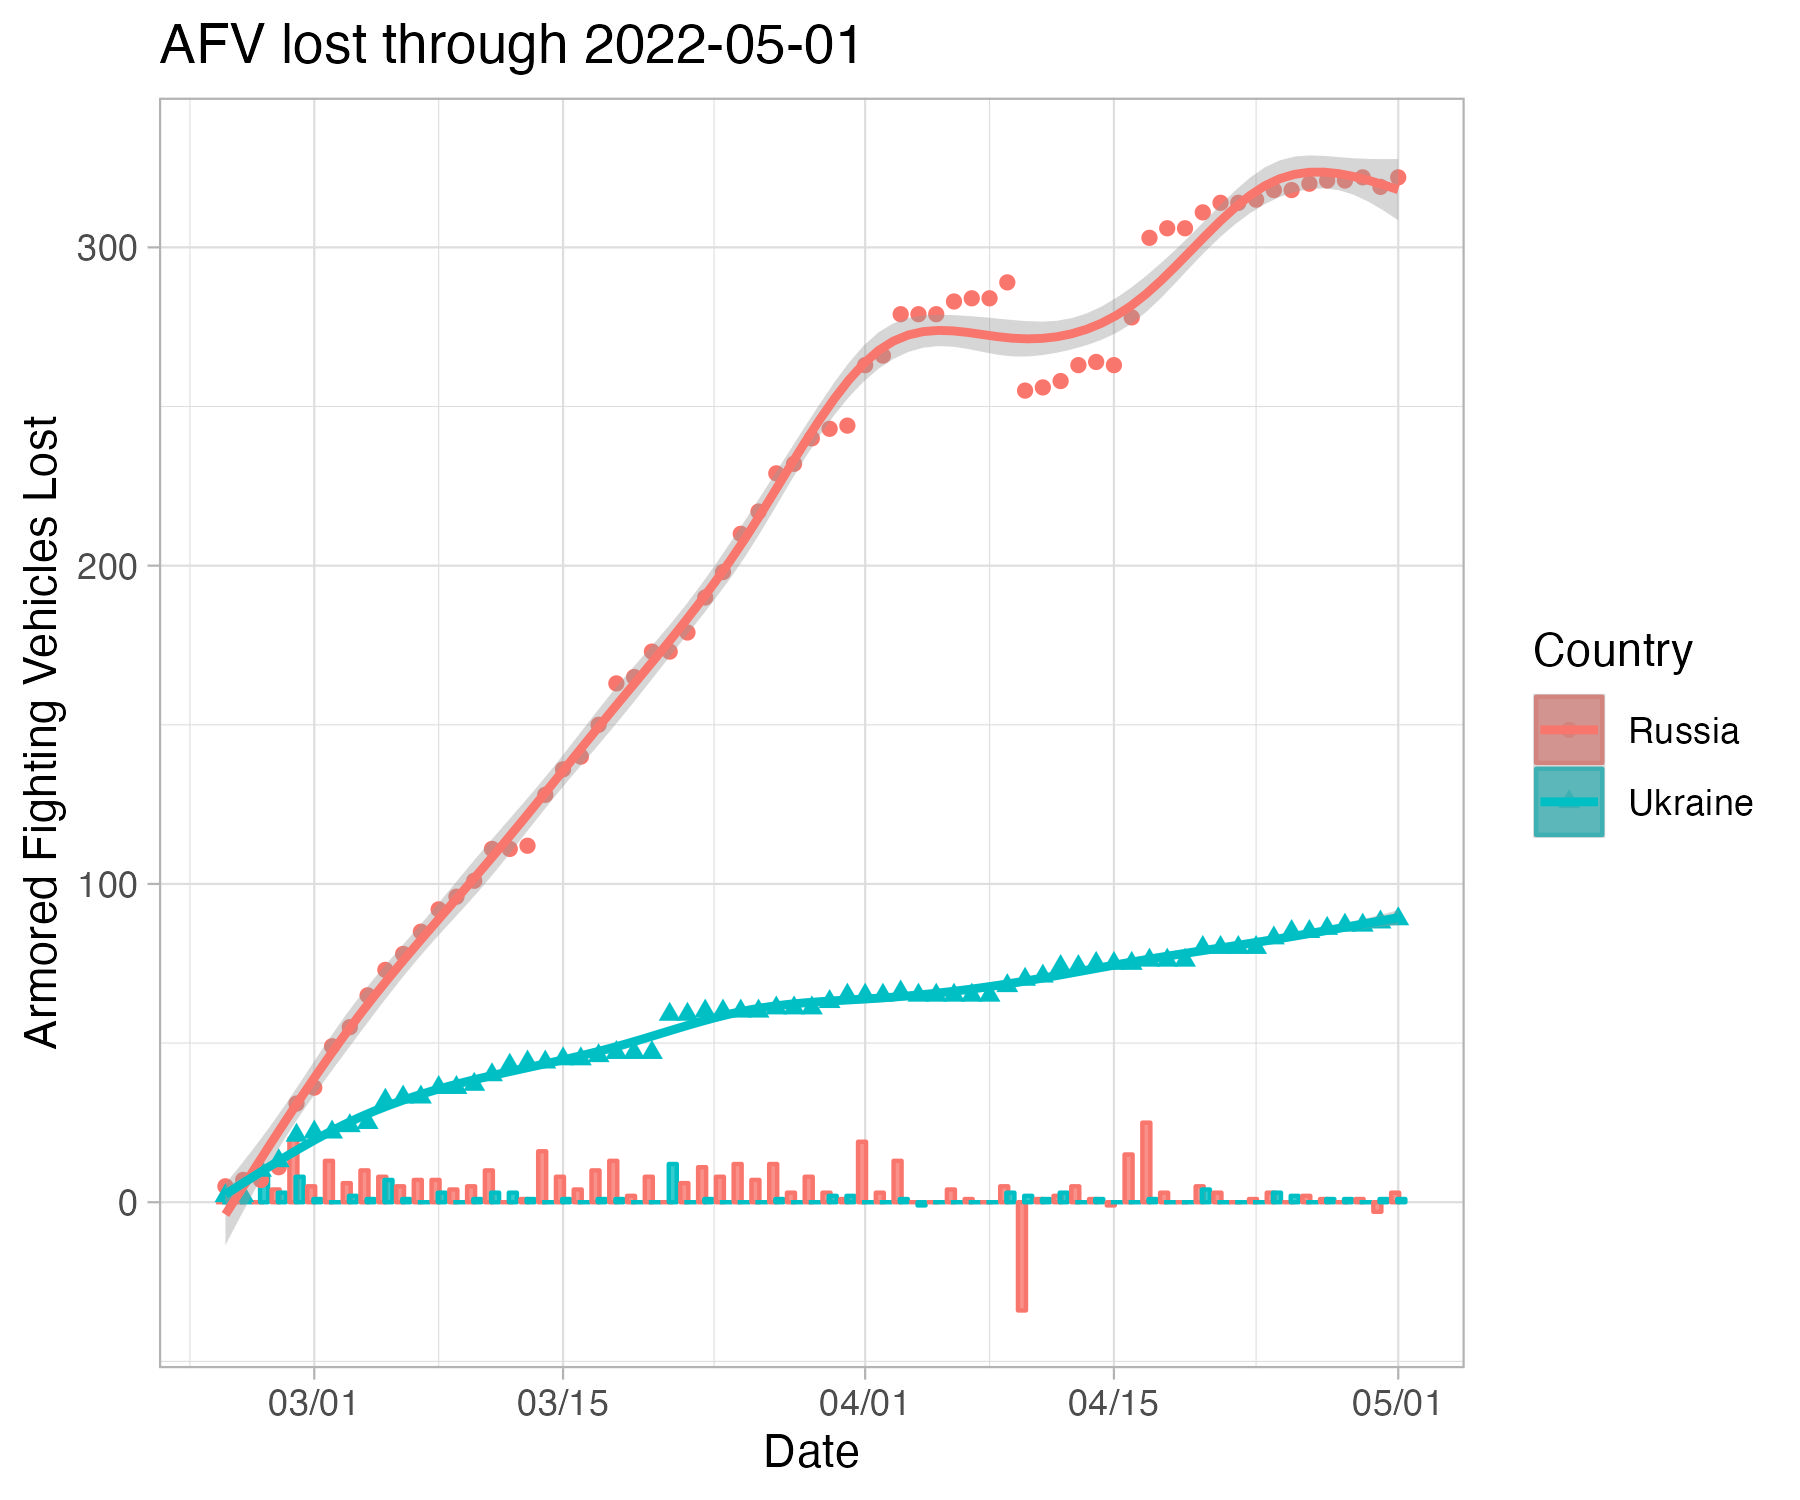 AFV lost through 2022-05-01
Armored Fighting Vehicles Lost
300
200
100
0
03/01
03/15
04/01
04/15
05/01
Date
Country
Russia
Ukraine